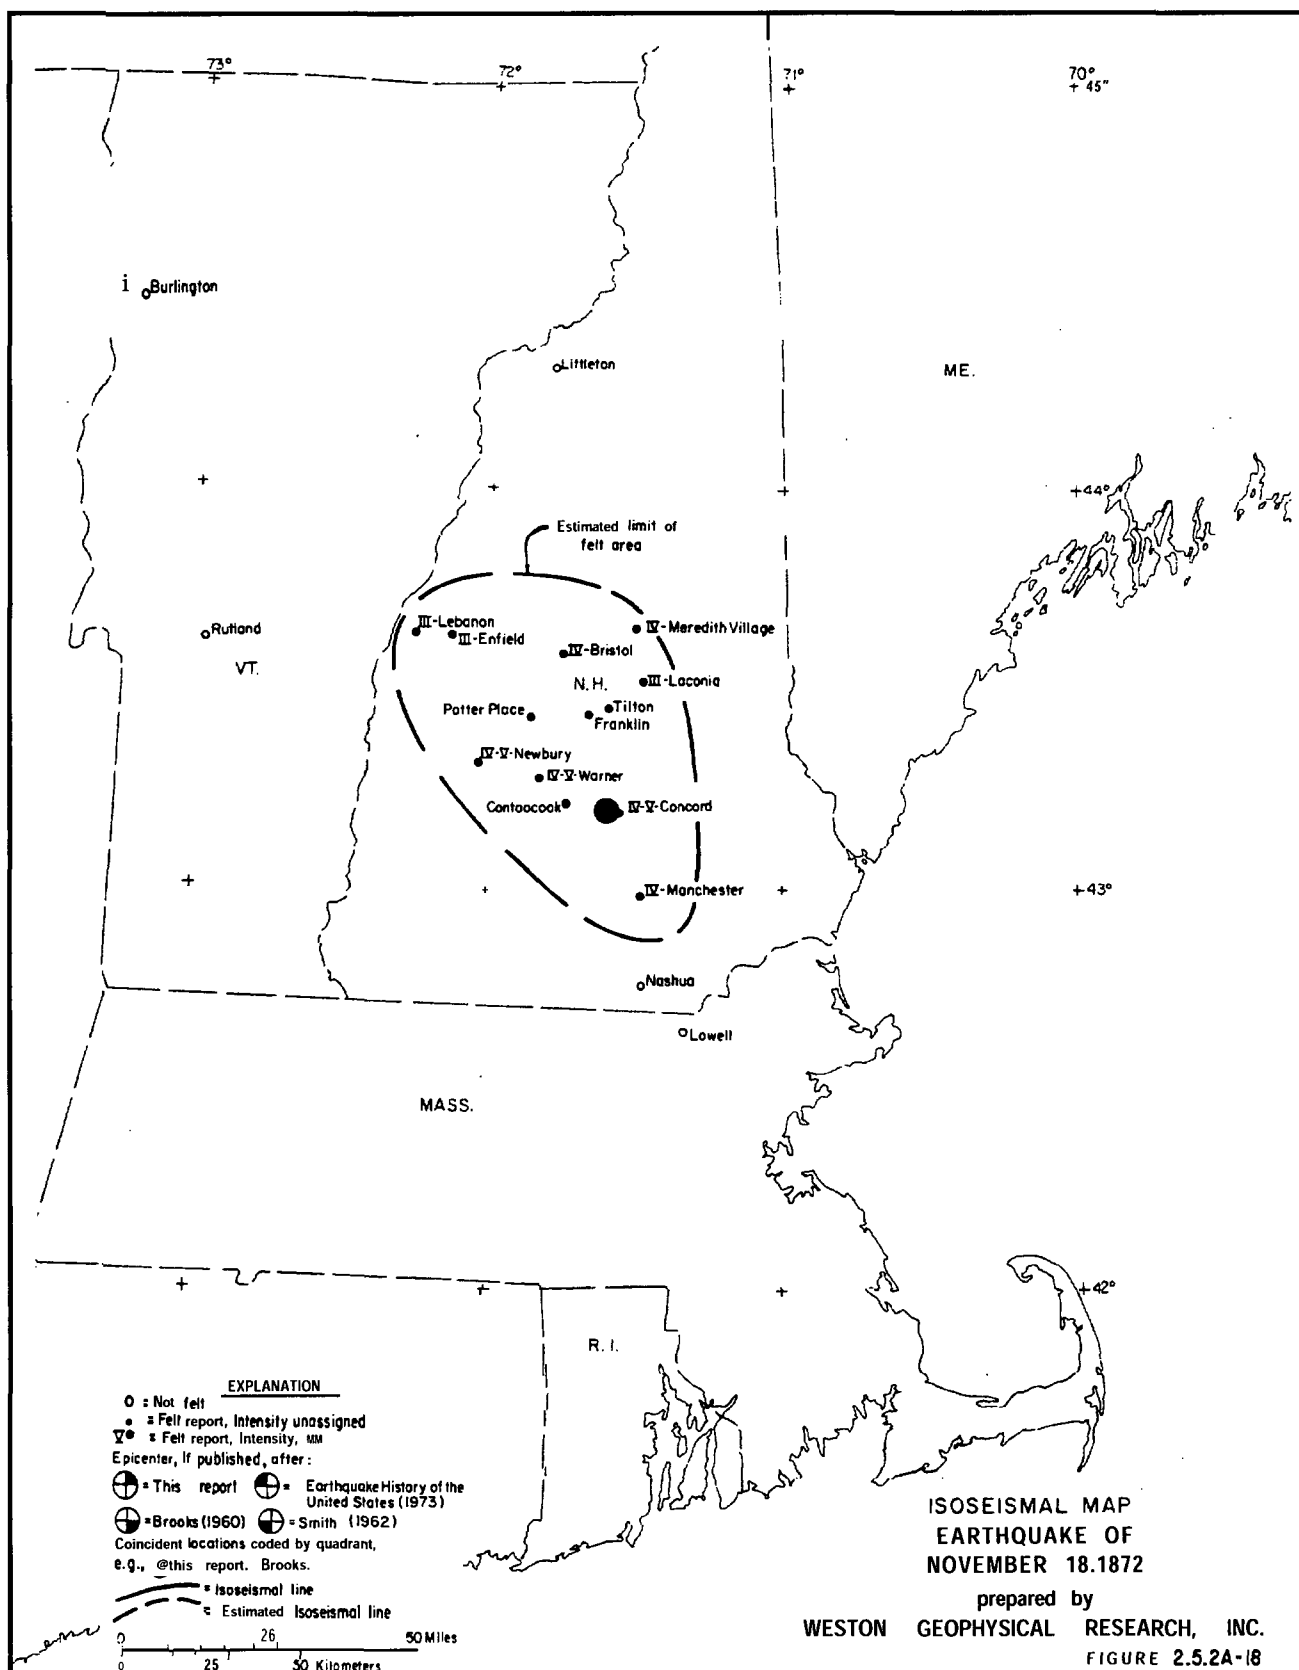 73°
72°
71°
70°
45"
i Burlington
Littleton
ME.
44°
Estimated limit of
felt area
III-Lebanon
III-Enfield
IV-Meredith Village
IV-Bristol
Rutland
VT.
N.H.
III-Laconia
Potter Place
Tilton
Franklin
IV-V-Newbury
IV-V-Warner
Contoocook
IV-V-Concord
IV-Manchester
43°
Nashua
Lowell
MASS.
42°
R.I.
EXPLANATION
O = Not felt
• = Felt report, Intensity unassigned
V• = Felt report, Intensity, MM
Epicenter, If published, after:
= This report = Earthquake History of the
United States (1973)
= Brooks (1960) = Smith (1962)
Coincident locations coded by quadrant,
e.g., @this report. Brooks.
= Isoseismal line
= Estimated Isoseismal line
0 26 50 Miles
0 25 50 Kilometers
ISOSEISMAL MAP
EARTHQUAKE OF
NOVEMBER 18.1872
prepared by
WESTON GEOPHYSICAL RESEARCH, INC.
FIGURE 2.5.2A-18